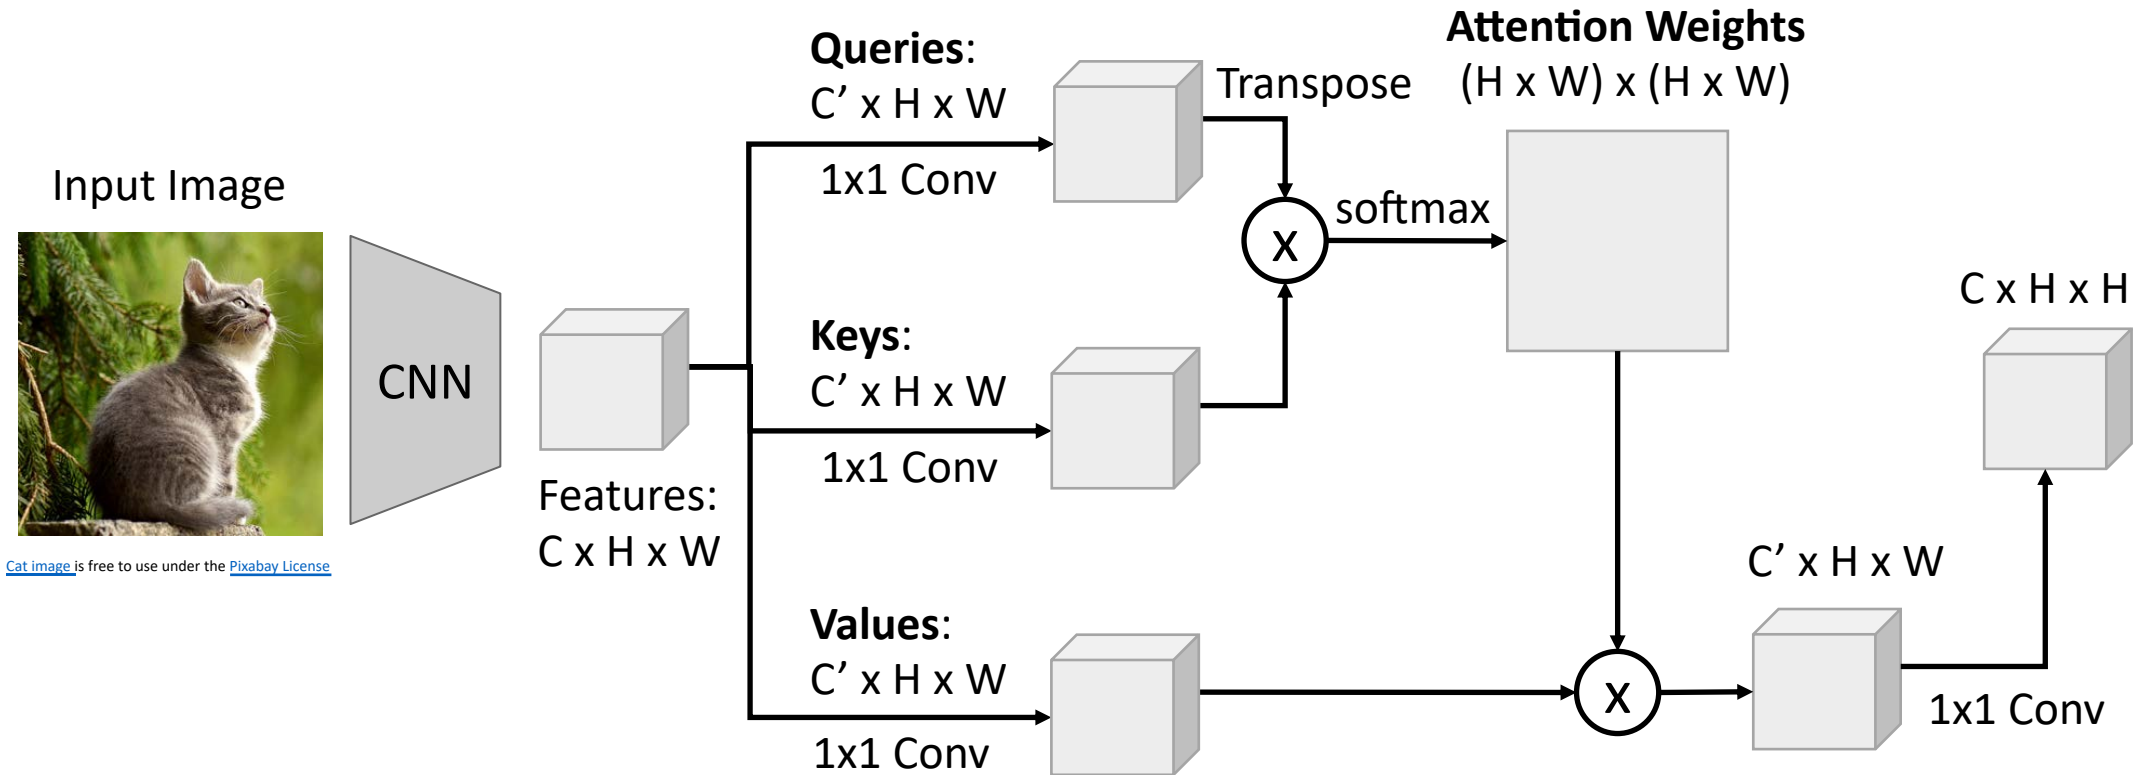 Input Image
Cat image is free to use under the Pixabay License
CNN
Features:
C x H x W
Queries:
C’ x H x W
1x1 Conv
Keys:
C’ x H x W
1x1 Conv
Values:
C’ x H x W
1x1 Conv
Transpose
X
softmax
Attention Weights
(H x W) x (H x W)
X
C’ x H x W
1x1 Conv
C x H x H